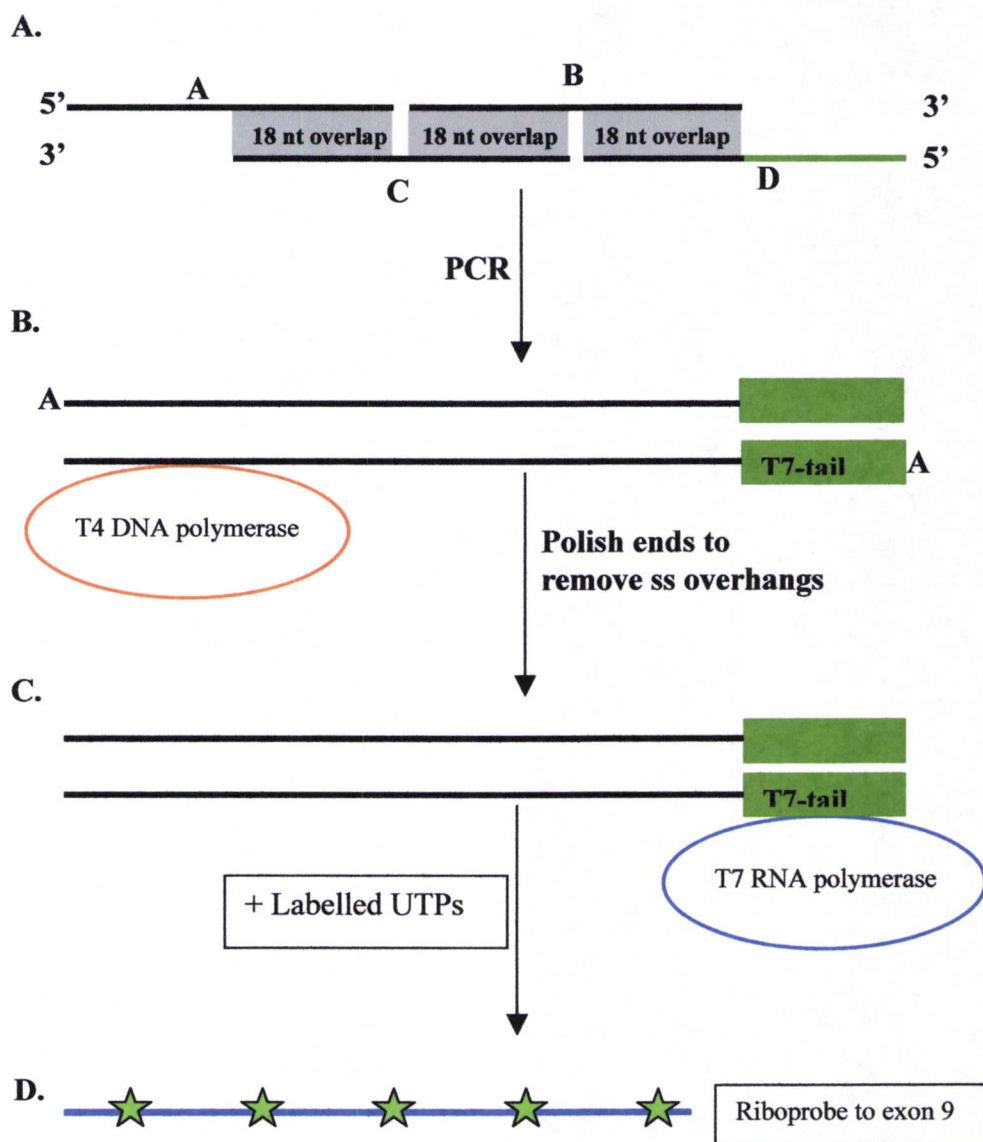 A.
A
B
5’
3’
18 nt overlap
18 nt overlap
18 nt overlap
3’
5’
C
D
PCR
B.
A
T7-tail
A
T4 DNA polymerase
Polish ends to
remove ss overhangs
C.
T7-tail
T7 RNA polymerase
+ Labelled UTPs
D.
Riboprobe to exon 9